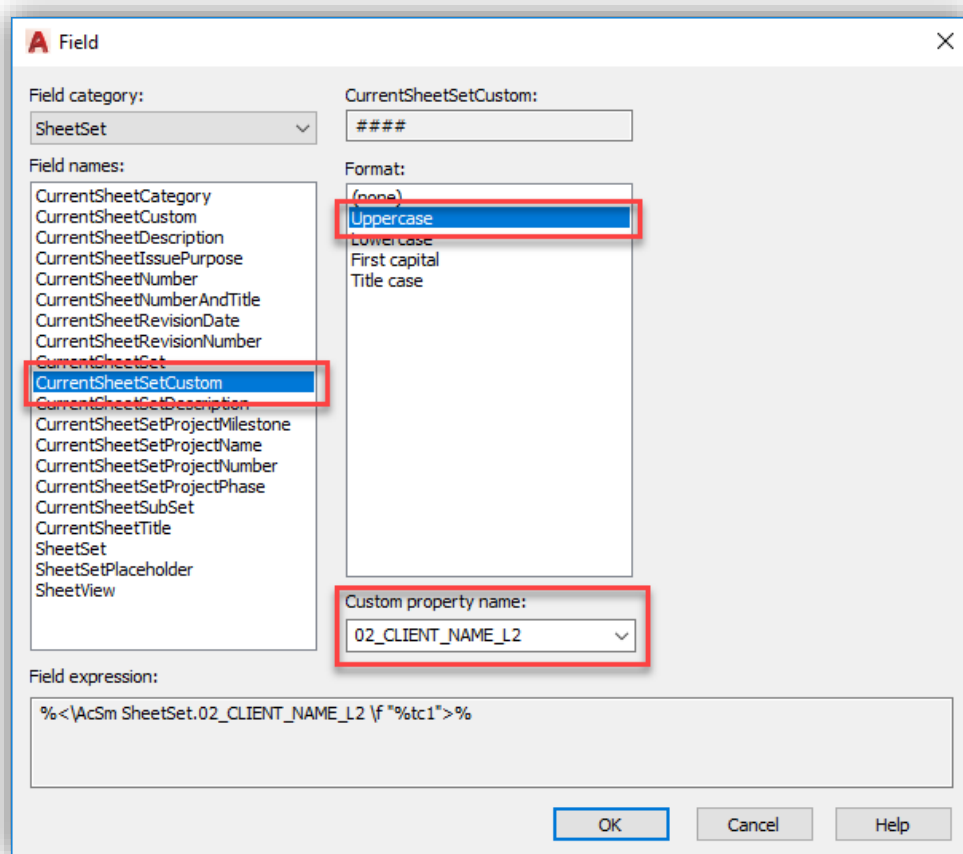 Field
Field category:
SheetSet
Field names:
CurrentSheetCategory
CurrentSheetCustom
CurrentSheetDescription
CurrentSheetIssuePurpose
CurrentSheetNumber
CurrentSheetNumberAndTitle
CurrentSheetRevisionDate
CurrentSheetRevisionNumber
CurrentSheetSet
CurrentSheetSetCustom
CurrentSheetSetDescription
CurrentSheetSetProjectMilestone
CurrentSheetSetProjectName
CurrentSheetSetProjectNumber
CurrentSheetSetProjectPhase
CurrentSheetSubSet
CurrentSheetTitle
SheetSet
SheetSetPlaceholder
SheetView
CurrentSheetSetCustom:
####
Format:
(none)
Uppercase
Lowercase
First capital
Title case
Custom property name:
02_CLIENT_NAME_L2
Field expression:
%<\AcSm SheetSet.02_CLIENT_NAME_L2 \f "%tc1">%
OK
Cancel
Help